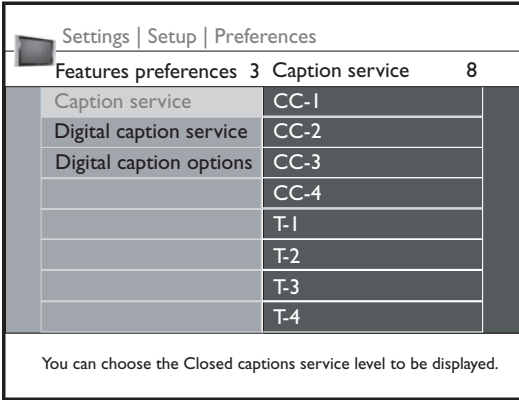 Settings | Setup | Preferences
Features preferences 3 Caption service 8
Caption service CC-1
Digital caption service CC-2
Digital caption options CC-3
CC-4
T-1
T-2
T-3
T-4
You can choose the Closed captions service level to be displayed.